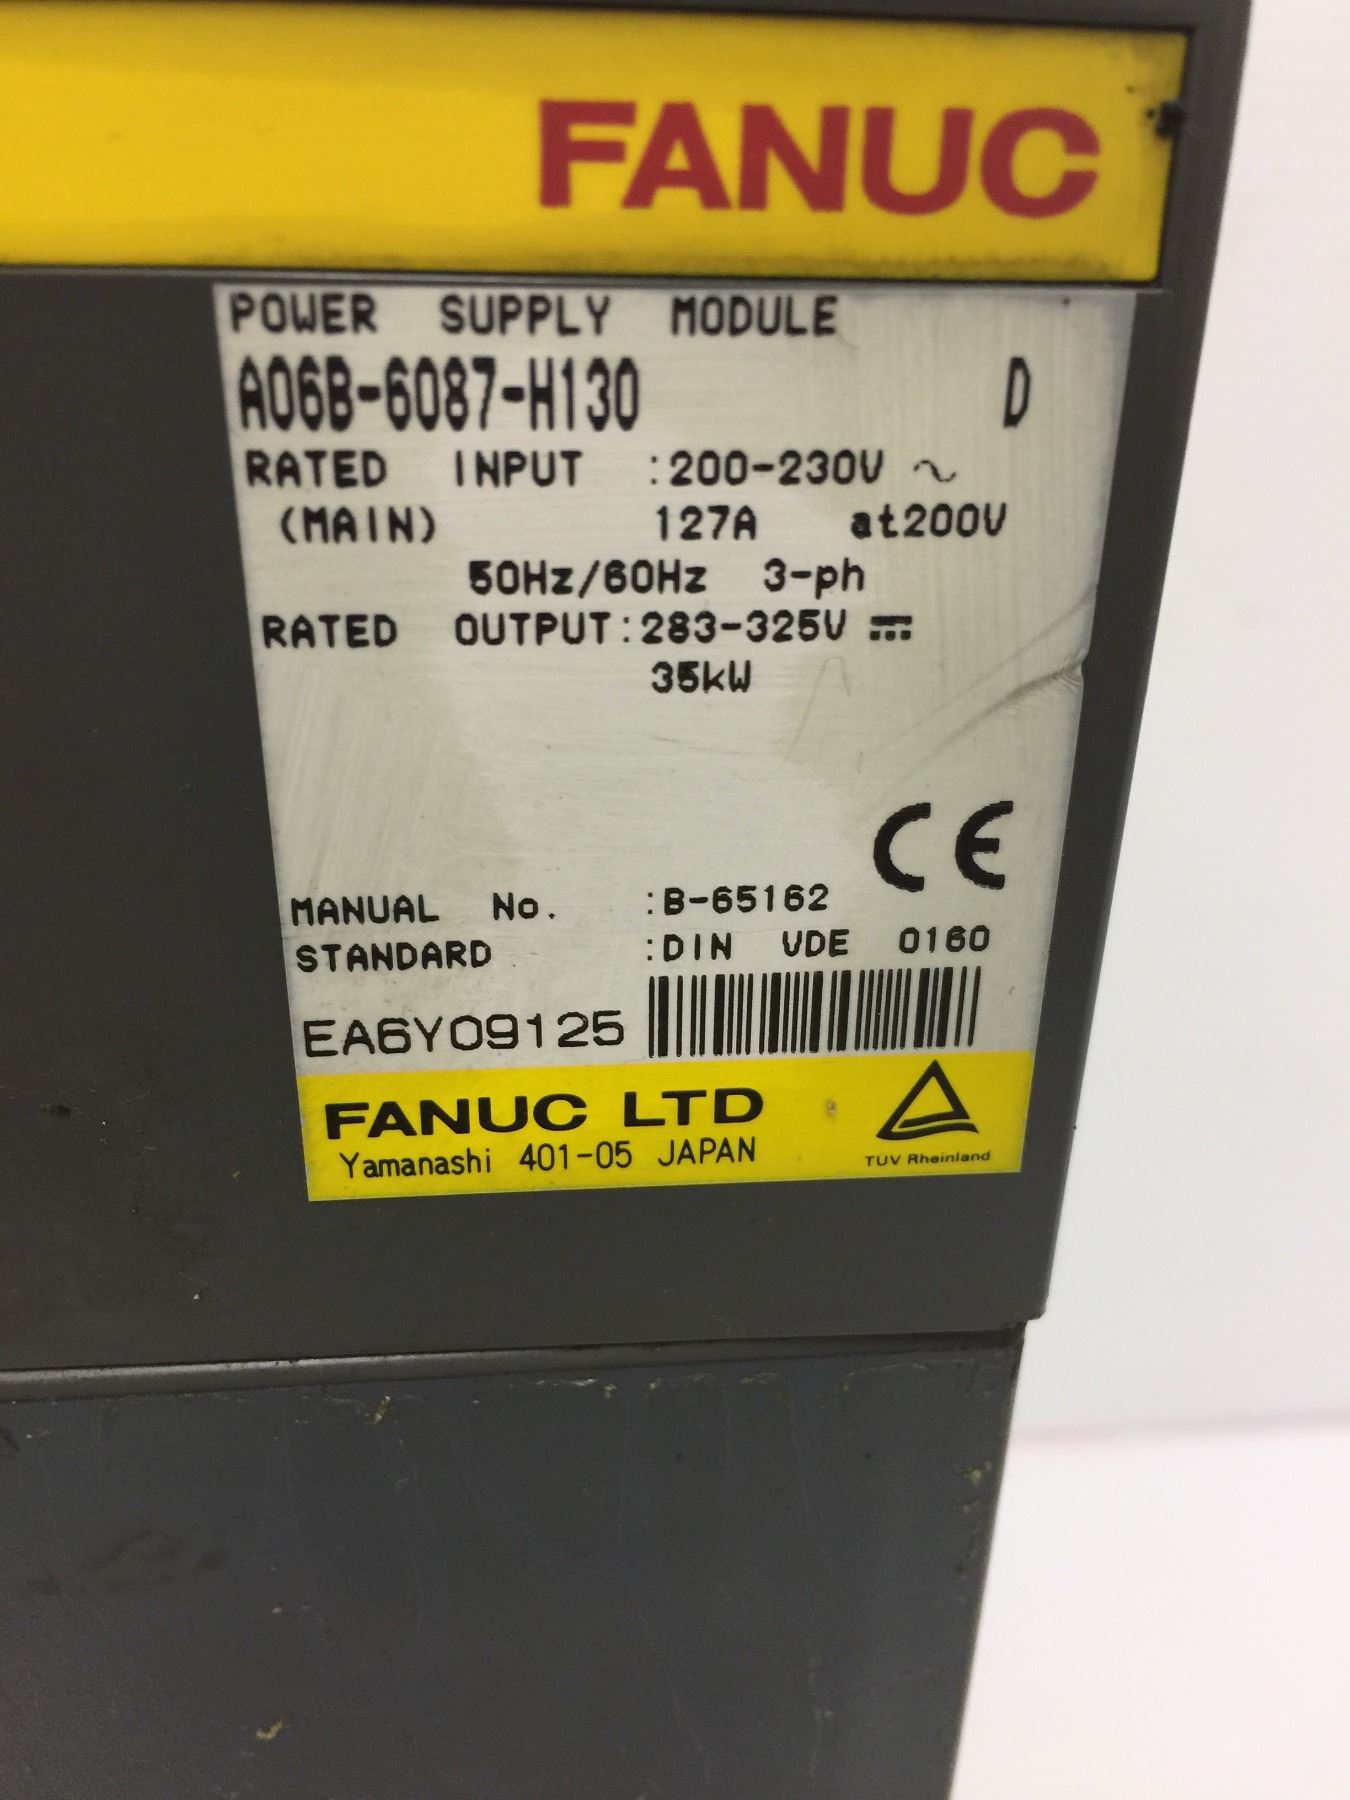 FANUC
POWER SUPPLY MODULE
A06B-6087-H130 D
RATED INPUT :200-230V ∿
(MAIN) 127A at200V
50Hz/60Hz 3-ph
RATED OUTPUT:283-325V ⎓
35kW
CE
MANUAL No. :B-65162
STANDARD :DIN VDE 0160
EA6Y09125
FANUC LTD
Yamanashi 401-05 JAPAN
TUV Rheinland